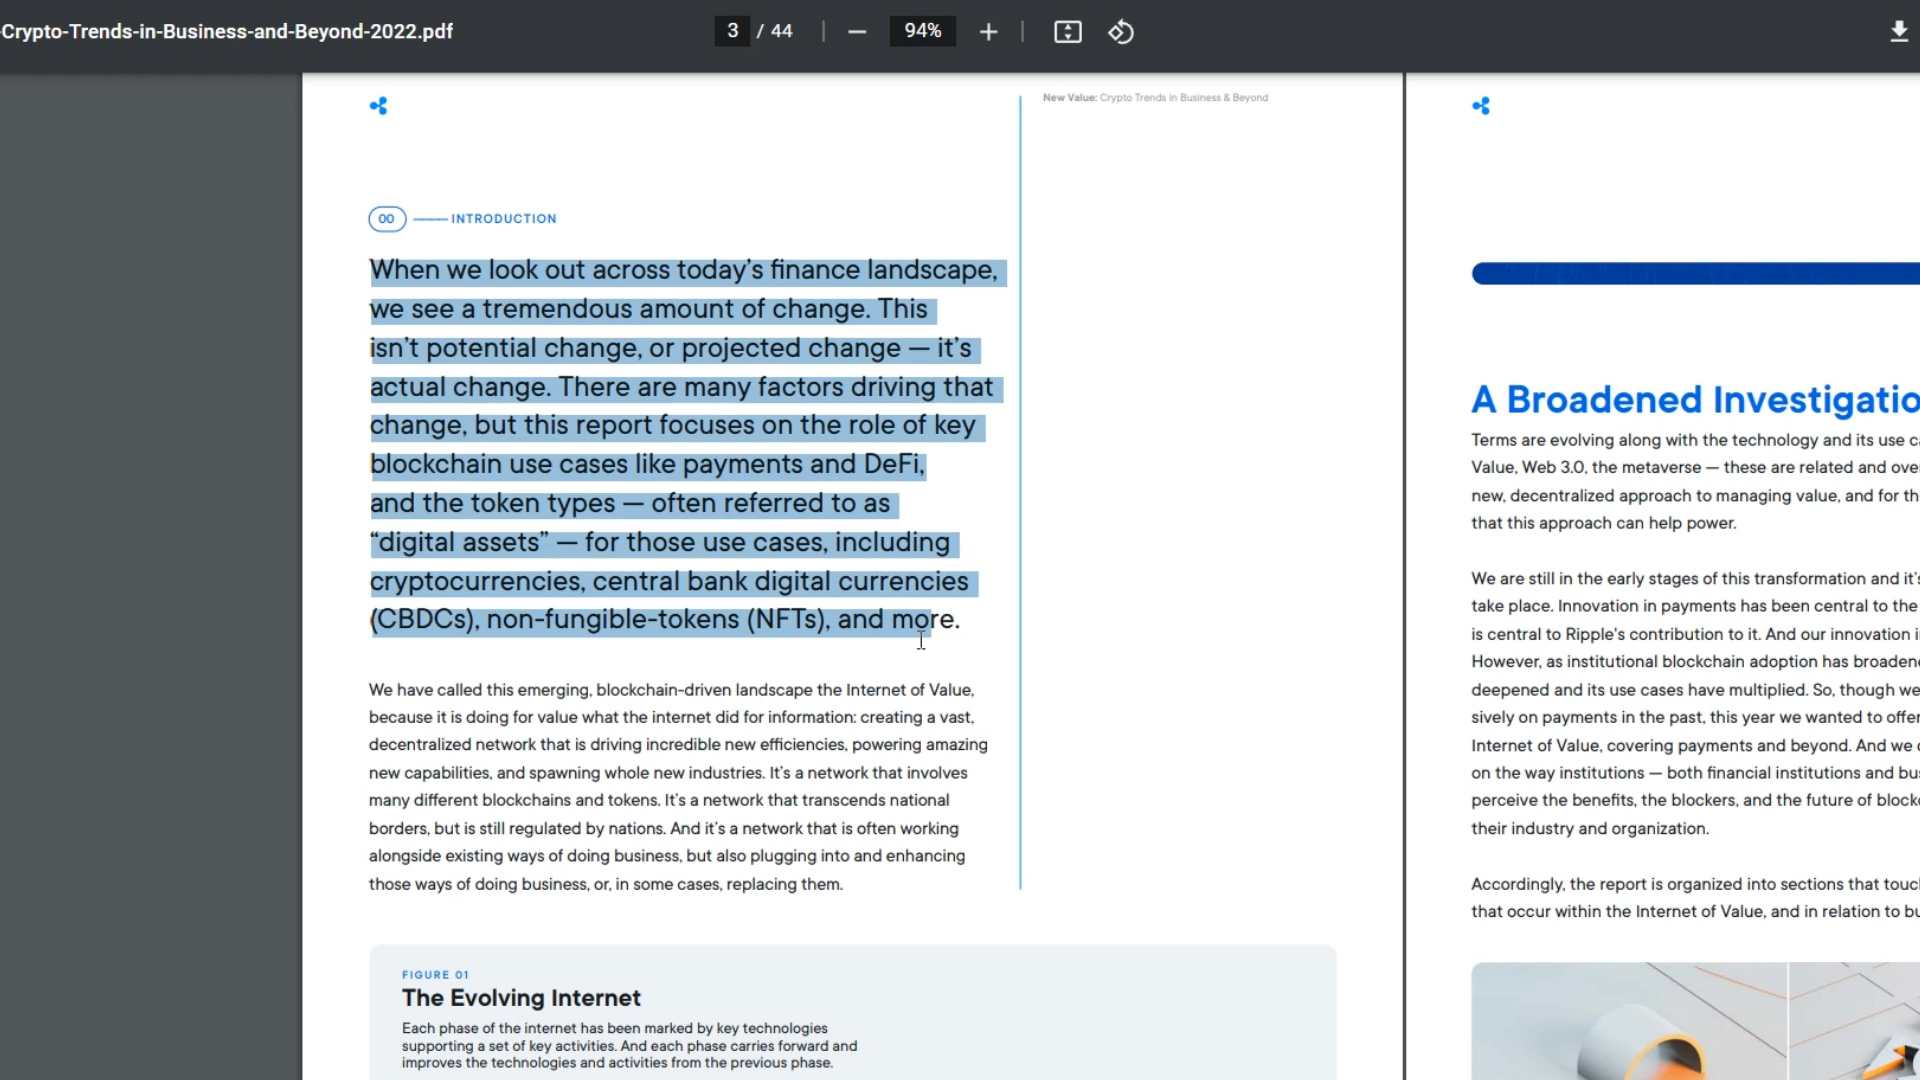 Crypto-Trends-in-Business-and-Beyond-2022.pdf
3 / 44
94%
New Value: Crypto Trends in Business & Beyond
00 INTRODUCTION
When we look out across today's finance landscape,
we see a tremendous amount of change. This
isn't potential change, or projected change — it's
actual change. There are many factors driving that
change, but this report focuses on the role of key
blockchain use cases like payments and DeFi,
and the token types — often referred to as
“digital assets” — for those use cases, including
cryptocurrencies, central bank digital currencies
(CBDCs), non-fungible-tokens (NFTs), and more.
We have called this emerging, blockchain-driven landscape the Internet of Value,
because it is doing for value what the internet did for information: creating a vast,
decentralized network that is driving incredible new efficiencies, powering amazing
new capabilities, and spawning whole new industries. It's a network that involves
many different blockchains and tokens. It's a network that transcends national
borders, but is still regulated by nations. And it's a network that is often working
alongside existing ways of doing business, but also plugging into and enhancing
those ways of doing business, or, in some cases, replacing them.
FIGURE 01
The Evolving Internet
Each phase of the internet has been marked by key technologies
supporting a set of key activities. And each phase carries forward and
improves the technologies and activities from the previous phase.
A Broadened Investigatio
Terms are evolving along with the technology and its use
Value, Web 3.0, the metaverse — these are related and
new, decentralized approach to managing value, and for
that this approach can help power.
We are still in the early stages of this transformation and
take place. Innovation in payments has been central to the
is central to Ripple's contribution to it. And our innovation
However, as institutional blockchain adoption has
deepened and its use cases have multiplied. So, though we
sively on payments in the past, this year we wanted to
Internet of Value, covering payments and beyond. And we
on the way institutions — both financial institutions and
perceive the benefits, the blockers, and the future of
their industry and organization.
Accordingly, the report is organized into sections that
that occur within the Internet of Value, and in relation to